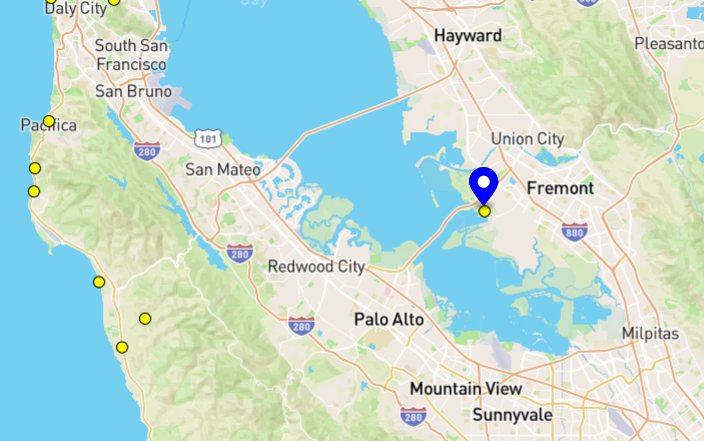 Daly City
Bay
Hayward
Pleasanto
South San
Francisco
San Bruno
Pacifica
101
Union City
280
San Mateo
Fremont
880
280
Redwood City
280
Palo Alto
Milpitas
Mountain View
280
Sunnyvale